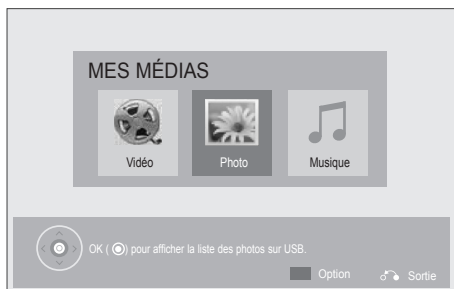 MES MÉDIAS
Vidéo Photo Musique
OK ( ) pour afficher la liste des photos sur USB.
Option Sortie